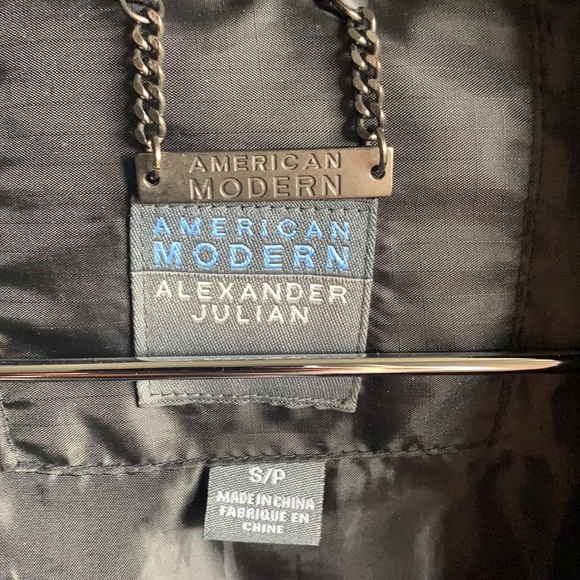 AMERICAN
MODERN
AMERICAN
MODERN
ALEXANDER
JULIAN
S/P
MADE IN CHINA
FABRIQUE EN
CHINE